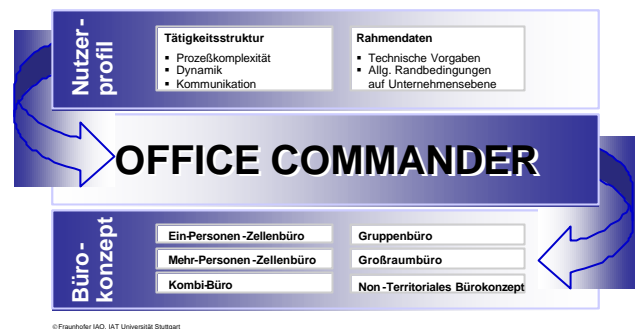 Nutzer-
profil
Tätigkeitsstruktur
▪ Prozeßkomplexität
▪ Dynamik
▪ Kommunikation
Rahmendaten
▪ Technische Vorgaben
▪ Allg. Randbedingungen
auf Unternehmensebene
OFFICE COMMANDER
Büro-
konzept
Ein-Personen -Zellenbüro
Mehr-Personen -Zellenbüro
Kombi-Büro
Gruppenbüro
Großraumbüro
Non -Territoriales Bürokonzept
©Fraunhofer IAO, IAT Universität Stuttgart